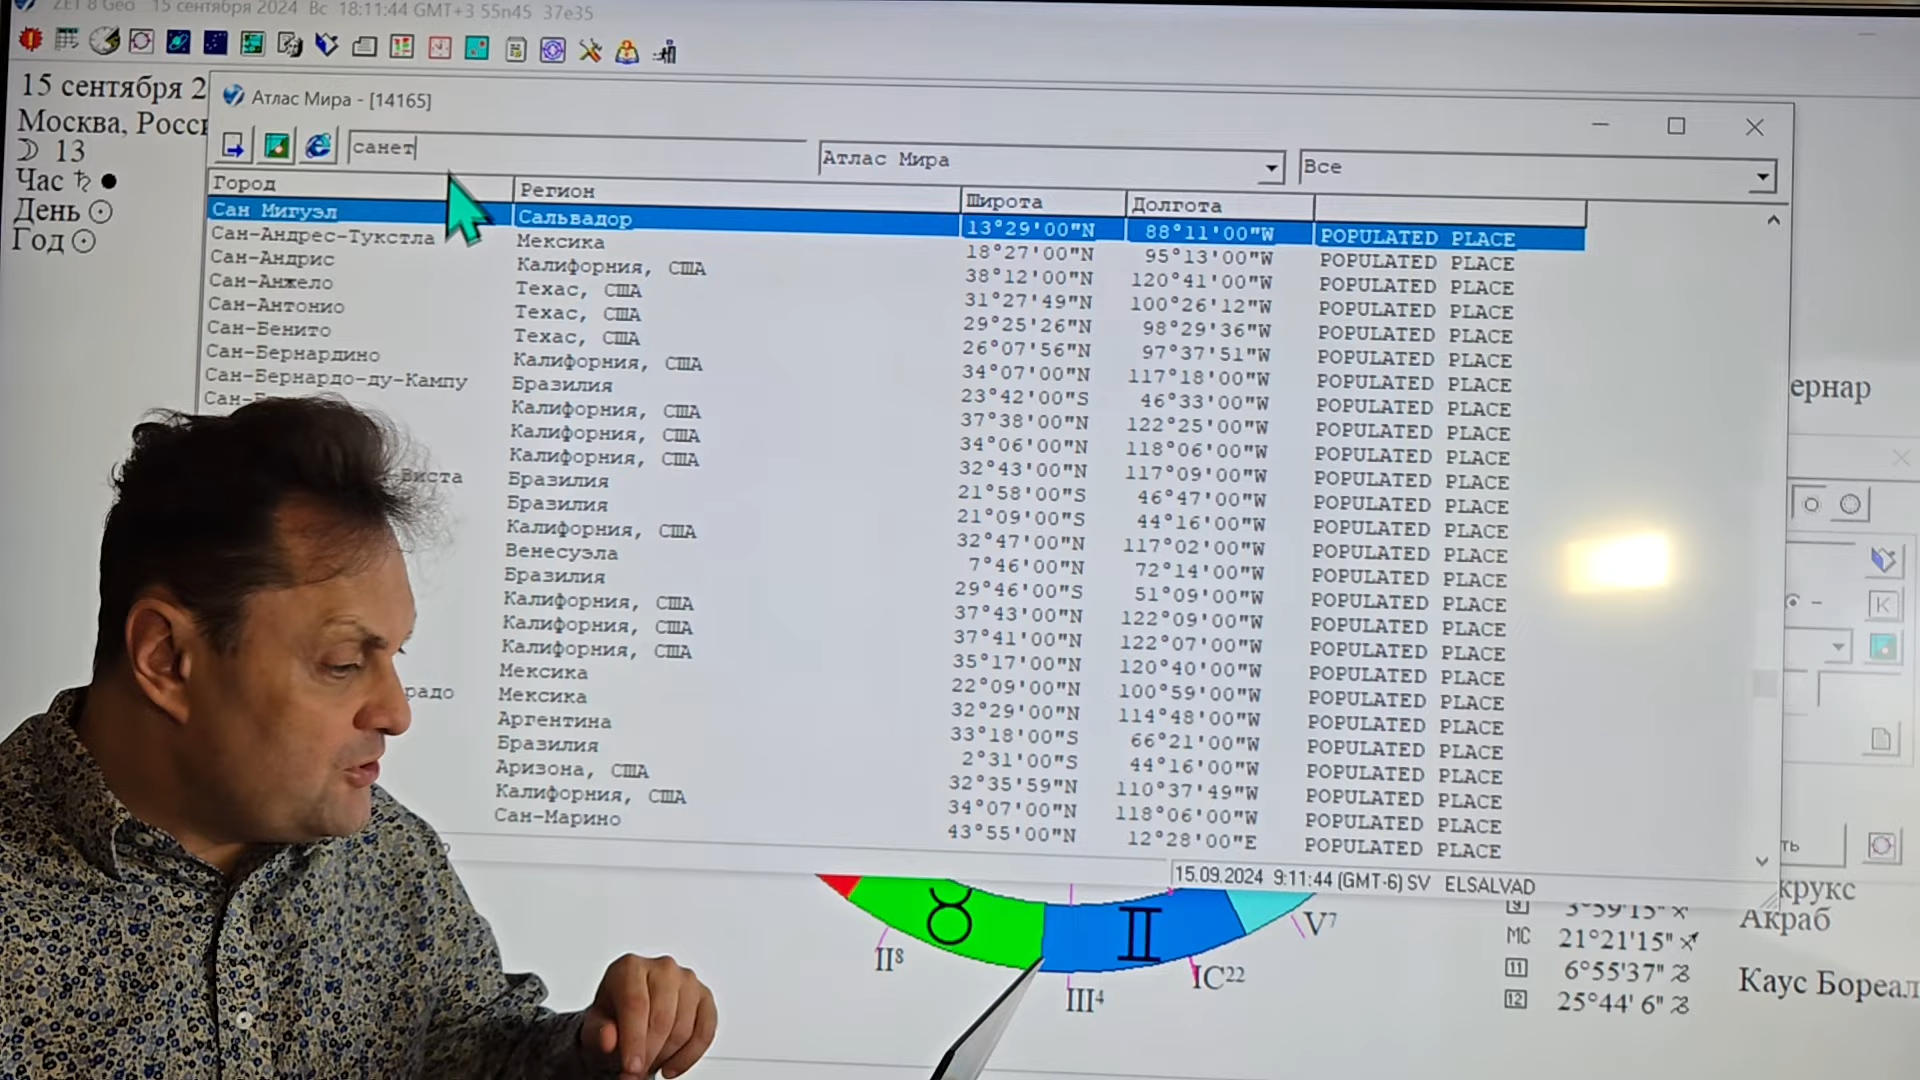 ZET 8 Geo 15 сентября 2024 Вс 18:11:44 GMT+3 55n45 37e35
15 сентября 2
Москва, Росси
☽ 13
Час ♄ ●
День ☉
Год ☉
Атлас Мира - [14165]
санет
Атлас Мира
Все
Город Регион Широта Долгота
Сан Мигуэл Сальвадор 13°29'00"N 88°11'00"W POPULATED PLACE
Сан-Андрес-Тукстла Мексика 18°27'00"N 95°13'00"W POPULATED PLACE
Сан-Андрис Калифорния, США 38°12'00"N 120°41'00"W POPULATED PLACE
Сан-Анжело Техас, США 31°27'49"N 100°26'12"W POPULATED PLACE
Сан-Антонио Техас, США 29°25'26"N 98°29'36"W POPULATED PLACE
Сан-Бенито Техас, США 26°07'56"N 97°37'51"W POPULATED PLACE
Сан-Бернардино Калифорния, США 34°07'00"N 117°18'00"W POPULATED PLACE
Сан-Бернардо-ду-Кампу Бразилия 23°42'00"S 46°33'00"W POPULATED PLACE
Калифорния, США 37°38'00"N 122°25'00"W POPULATED PLACE
Калифорния, США 34°06'00"N 118°06'00"W POPULATED PLACE
Виста Калифорния, США 32°43'00"N 117°09'00"W POPULATED PLACE
Бразилия 21°58'00"S 46°47'00"W POPULATED PLACE
Бразилия 21°09'00"S 44°16'00"W POPULATED PLACE
Калифорния, США 32°47'00"N 117°02'00"W POPULATED PLACE
Венесуэла 7°46'00"N 72°14'00"W POPULATED PLACE
Бразилия 29°46'00"S 51°09'00"W POPULATED PLACE
Калифорния, США 37°43'00"N 122°09'00"W POPULATED PLACE
Калифорния, США 37°41'00"N 122°07'00"W POPULATED PLACE
Калифорния, США 35°17'00"N 120°40'00"W POPULATED PLACE
Мексика 22°09'00"N 100°59'00"W POPULATED PLACE
радо Мексика 32°29'00"N 114°48'00"W POPULATED PLACE
Аргентина 33°18'00"S 66°21'00"W POPULATED PLACE
Бразилия 2°31'00"S 44°16'00"W POPULATED PLACE
Аризона, США 32°35'59"N 110°37'49"W POPULATED PLACE
Калифорния, США 34°07'00"N 118°06'00"W POPULATED PLACE
Сан-Марино 43°55'00"N 12°28'00"E POPULATED PLACE
15.09.2024 9:11:44 (GMT-6) SV ELSALVAD
ернар
K
ть
♉ ♊
II⁸
III⁴
IC²²
V⁷
9 3°59'15" ♐
MC 21°21'15" ♐
11 6°55'37" ♑
12 25°44' 6" ♑
крукс
Акраб
Каус Бореал